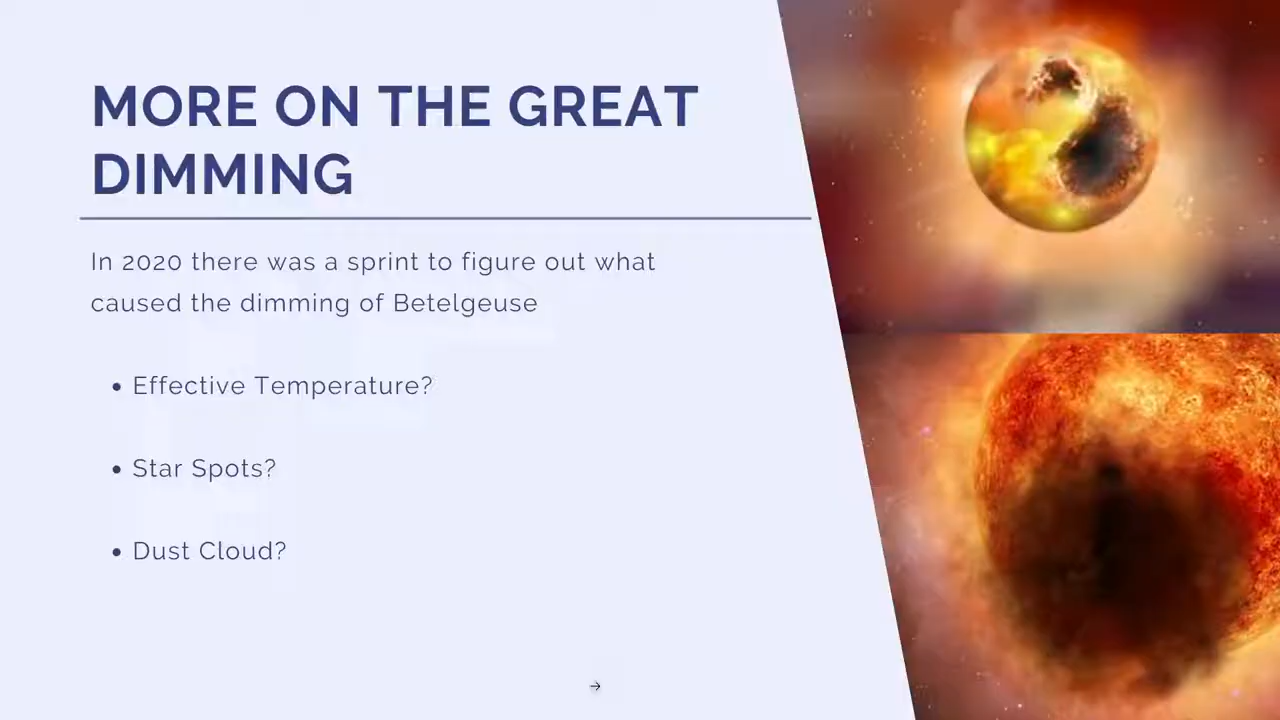 MORE ON THE GREAT
DIMMING
In 2020 there was a sprint to figure out what
caused the dimming of Betelgeuse
• Effective Temperature?
• Star Spots?
• Dust Cloud?
→